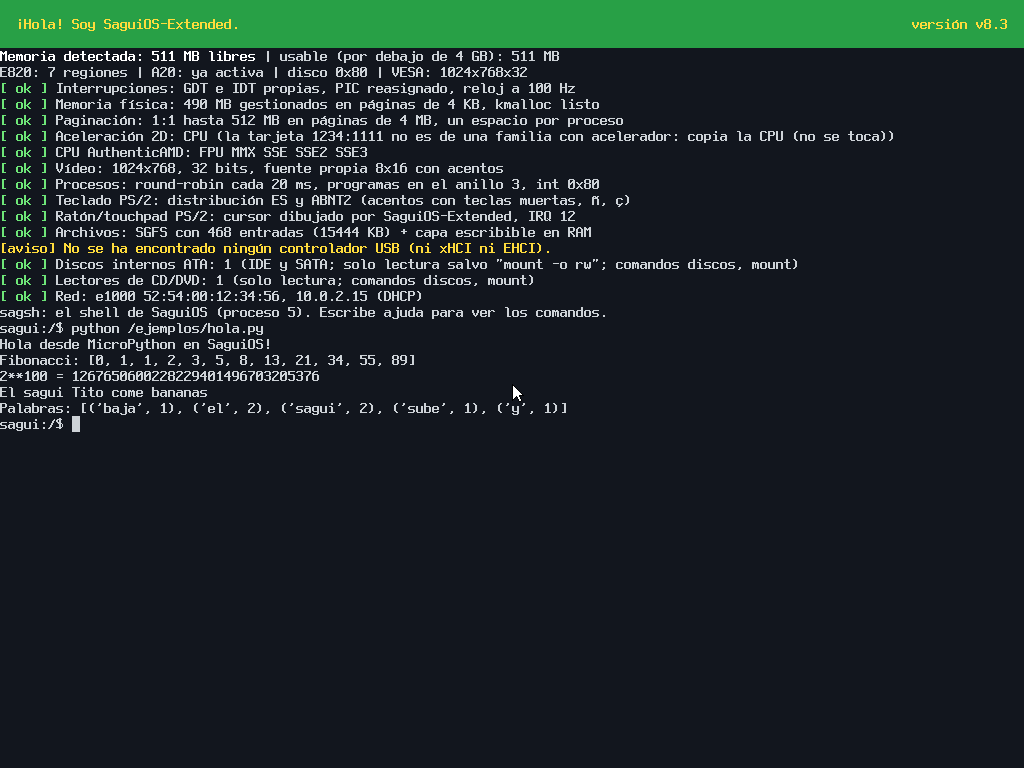 ¡Hola! Soy SaguiOS-Extended.
versión v8.3
Memoria detectada: 511 MB libres | usable (por debajo de 4 GB): 511 MB
E820: 7 regiones | A20: ya activa | disco 0x80 | VESA: 1024x768x32
[ ok ] Interrupciones: GDT e IDT propias, PIC reasignado, reloj a 100 Hz
[ ok ] Memoria física: 490 MB gestionados en páginas de 4 KB, kmalloc listo
[ ok ] Paginación: 1:1 hasta 512 MB en páginas de 4 MB, un espacio por proceso
[ ok ] Aceleración 2D: CPU (la tarjeta 1234:1111 no es de una familia con acelerador: copia la CPU (no se toca))
[ ok ] CPU AuthenticAMD: FPU MMX SSE SSE2 SSE3
[ ok ] Vídeo: 1024x768, 32 bits, fuente propia 8x16 con acentos
[ ok ] Procesos: round-robin cada 20 ms, programas en el anillo 3, int 0x80
[ ok ] Teclado PS/2: distribución ES y ABNT2 (acentos con teclas muertas, ñ, ç)
[ ok ] Ratón/touchpad PS/2: cursor dibujado por SaguiOS-Extended, IRQ 12
[ ok ] Archivos: SGFS con 468 entradas (15444 KB) + capa escribible en RAM
[aviso] No se ha encontrado ningún controlador USB (ni xHCI ni EHCI).
[ ok ] Discos internos ATA: 1 (IDE y SATA; solo lectura salvo "mount -o rw"; comandos discos, mount)
[ ok ] Lectores de CD/DVD: 1 (solo lectura; comandos discos, mount)
[ ok ] Red: e1000 52:54:00:12:34:56, 10.0.2.15 (DHCP)
sagsh: el shell de SaguiOS (proceso 5). Escribe ayuda para ver los comandos.
sagui:/$ python /ejemplos/hola.py
Hola desde MicroPython en SaguiOS!
Fibonacci: [0, 1, 1, 2, 3, 5, 8, 13, 21, 34, 55, 89]
2**100 = 1267650600228229401496703205376
El sagui Tito come bananas
Palabras: [('baja', 1), ('el', 2), ('sagui', 2), ('sube', 1), ('y', 1)]
sagui:/$